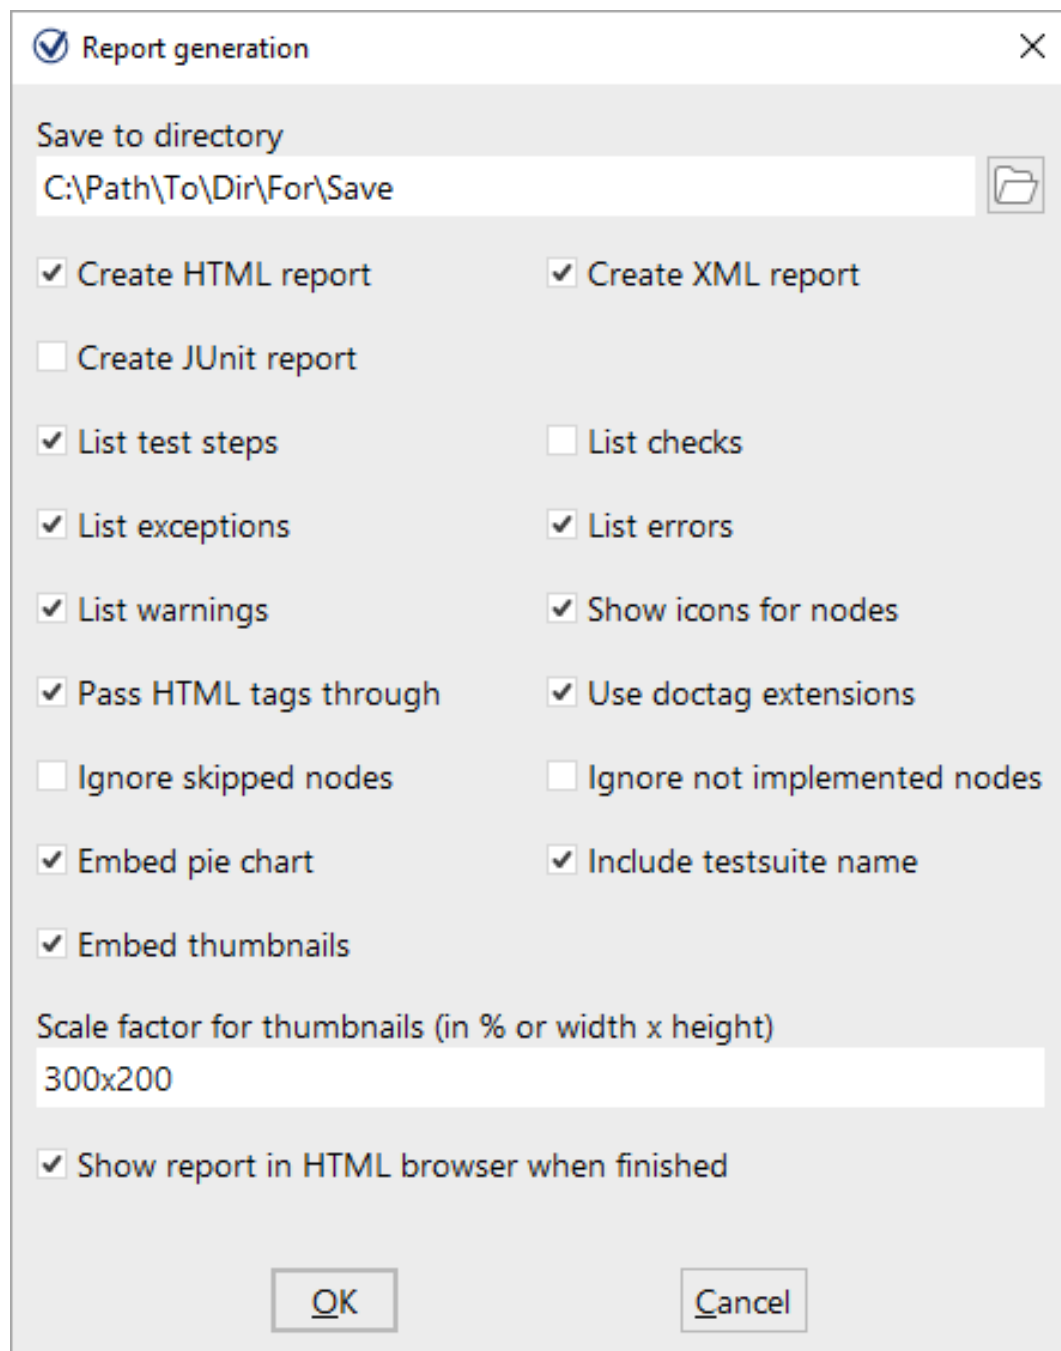 Report generation
Save to directory
C:\Path\To\Dir\For\Save
Create HTML report
Create XML report
Create JUnit report
List test steps
List checks
List exceptions
List errors
List warnings
Show icons for nodes
Pass HTML tags through
Use doctag extensions
Ignore skipped nodes
Ignore not implemented nodes
Embed pie chart
Include testsuite name
Embed thumbnails
Scale factor for thumbnails (in % or width x height)
300x200
Show report in HTML browser when finished
OK
Cancel